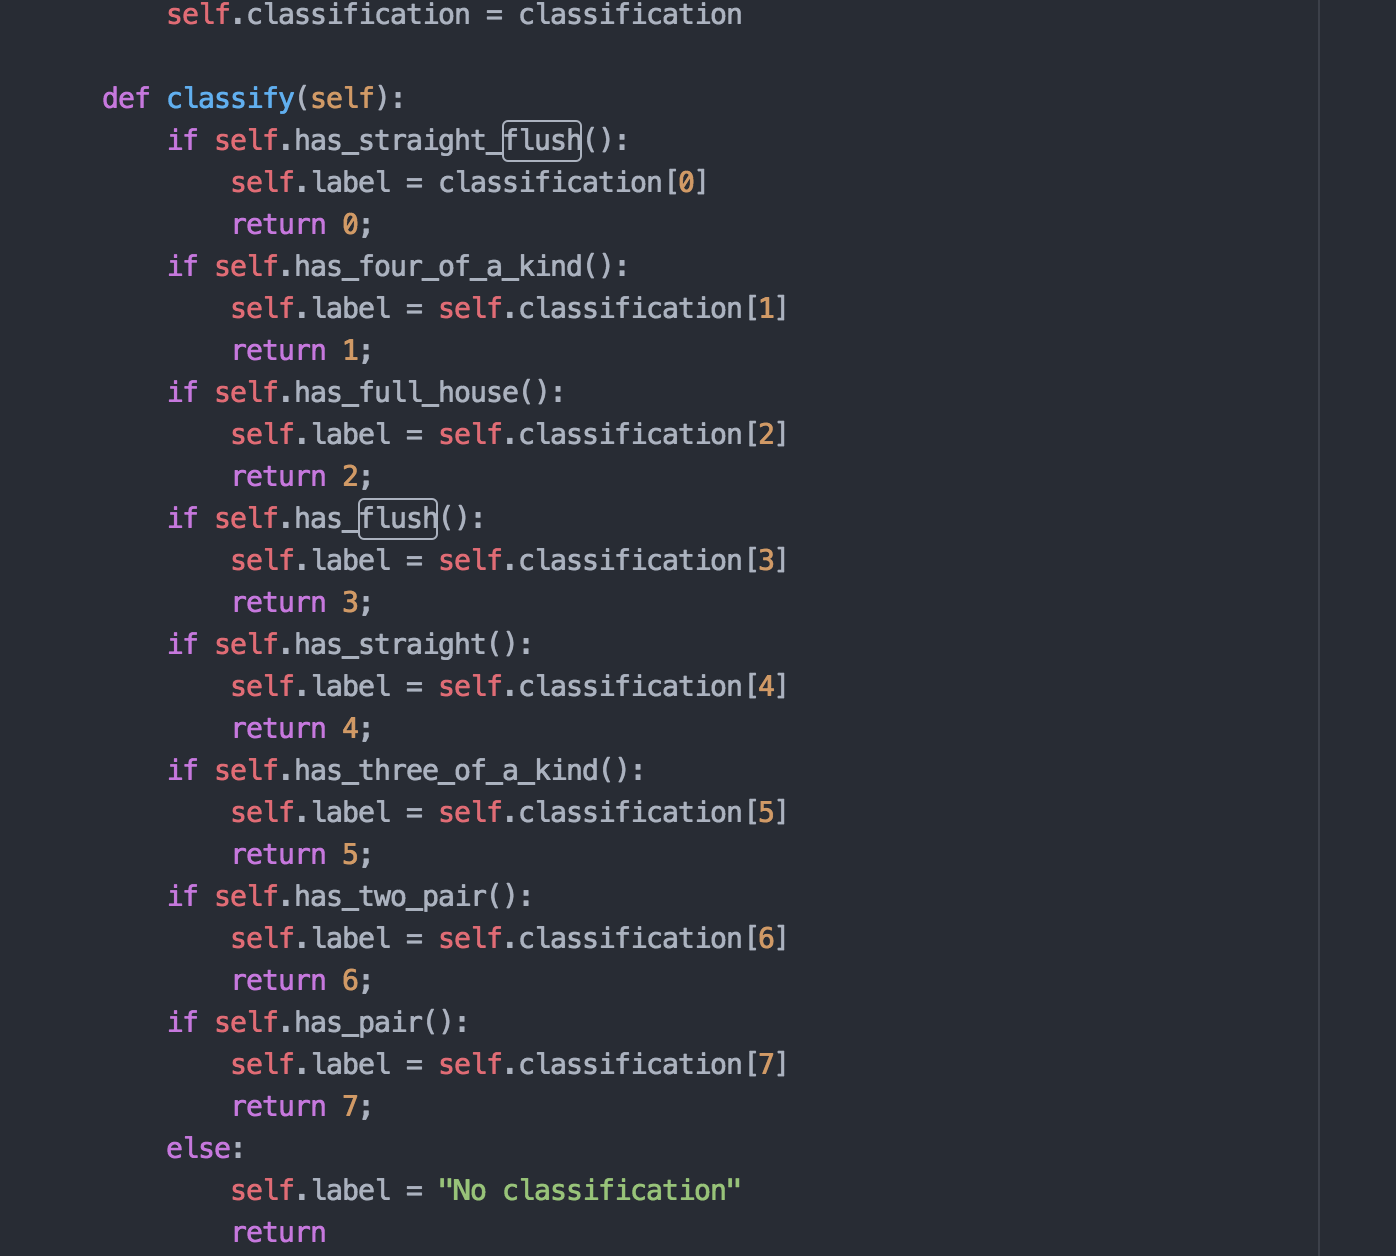 self.classification = classification
def classify(self):
if self.has_straight_flush():
self.label = classification[0]
return 0;
if self.has_four_of_a_kind():
self.label = self.classification[1]
return 1;
if self.has_full_house():
self.label = self.classification[2]
return 2;
if self.has_flush():
self.label = self.classification[3]
return 3;
if self.has_straight():
self.label = self.classification[4]
return 4;
if self.has_three_of_a_kind():
self.label = self.classification[5]
return 5;
if self.has_two_pair():
self.label = self.classification[6]
return 6;
if self.has_pair():
self.label = self.classification[7]
return 7;
else:
self.label = "No classification"
return